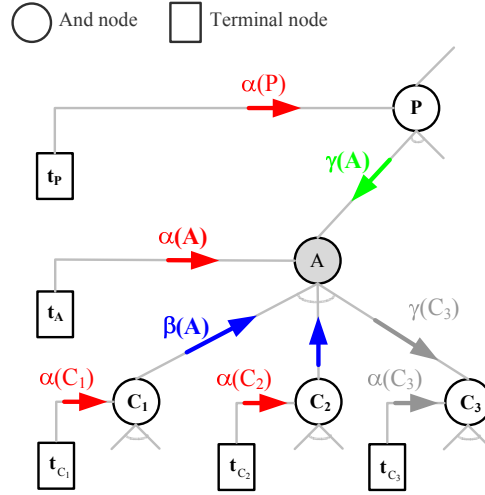 And node Terminal node
α(P)
P
γ(A)
t_P
α(A)
A
t_A
β(A)
γ(C₃)
α(C₁) α(C₂) α(C₃)
C₁ C₂ C₃
t_C₁ t_C₂ t_C₃